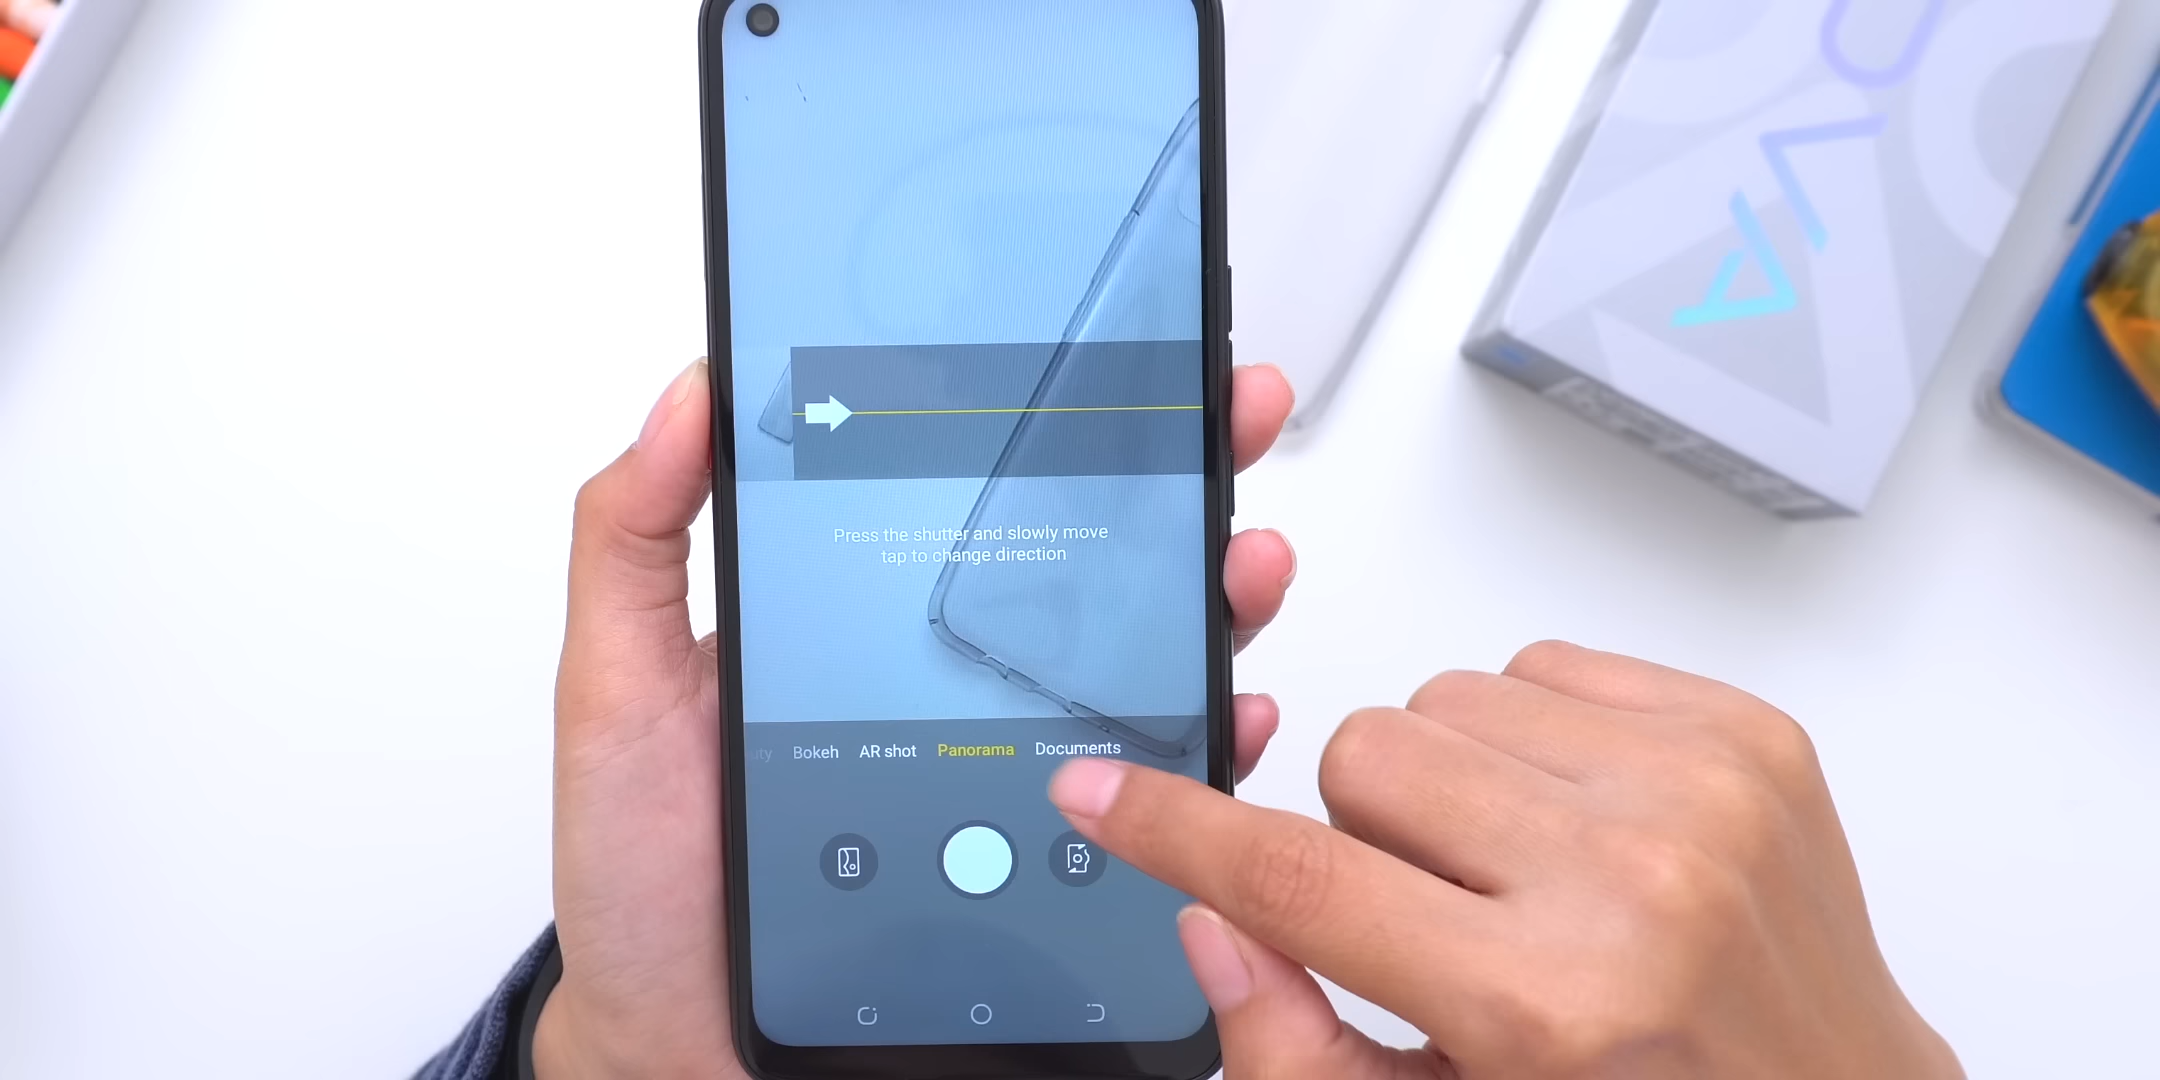 Press the shutter and slowly move
tap to change direction
Bokeh AR shot Panorama Documents